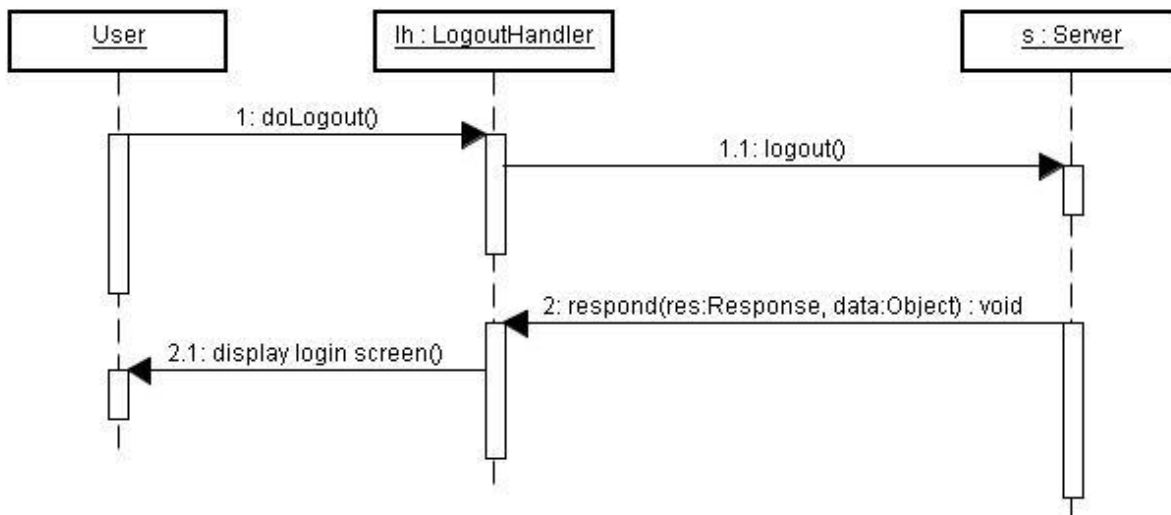 User
lh : LogoutHandler
s : Server
1: doLogout()
1.1: logout()
2: respond(res:Response, data:Object) : void
2.1: display login screen()